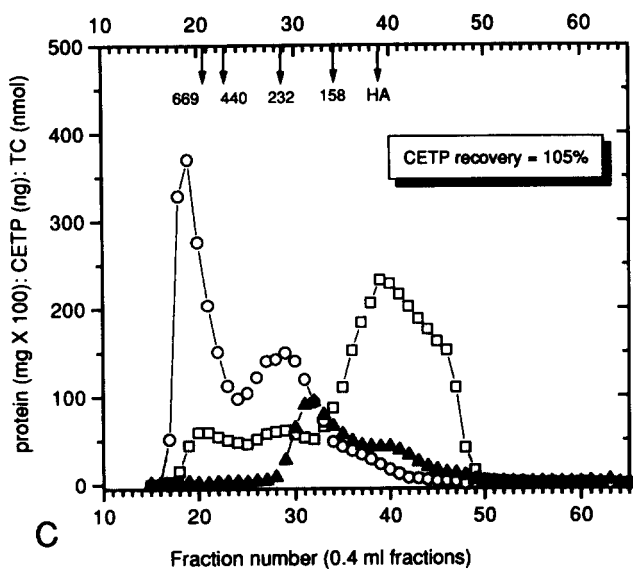 10 20 30 40 50 60
500
400
300
200
100
0
669 440 232 158 HA
CETP recovery = 105%
protein (mg X 100): CETP (ng): TC (nmol)
10 20 30 40 50 60
C
Fraction number (0.4 ml fractions)